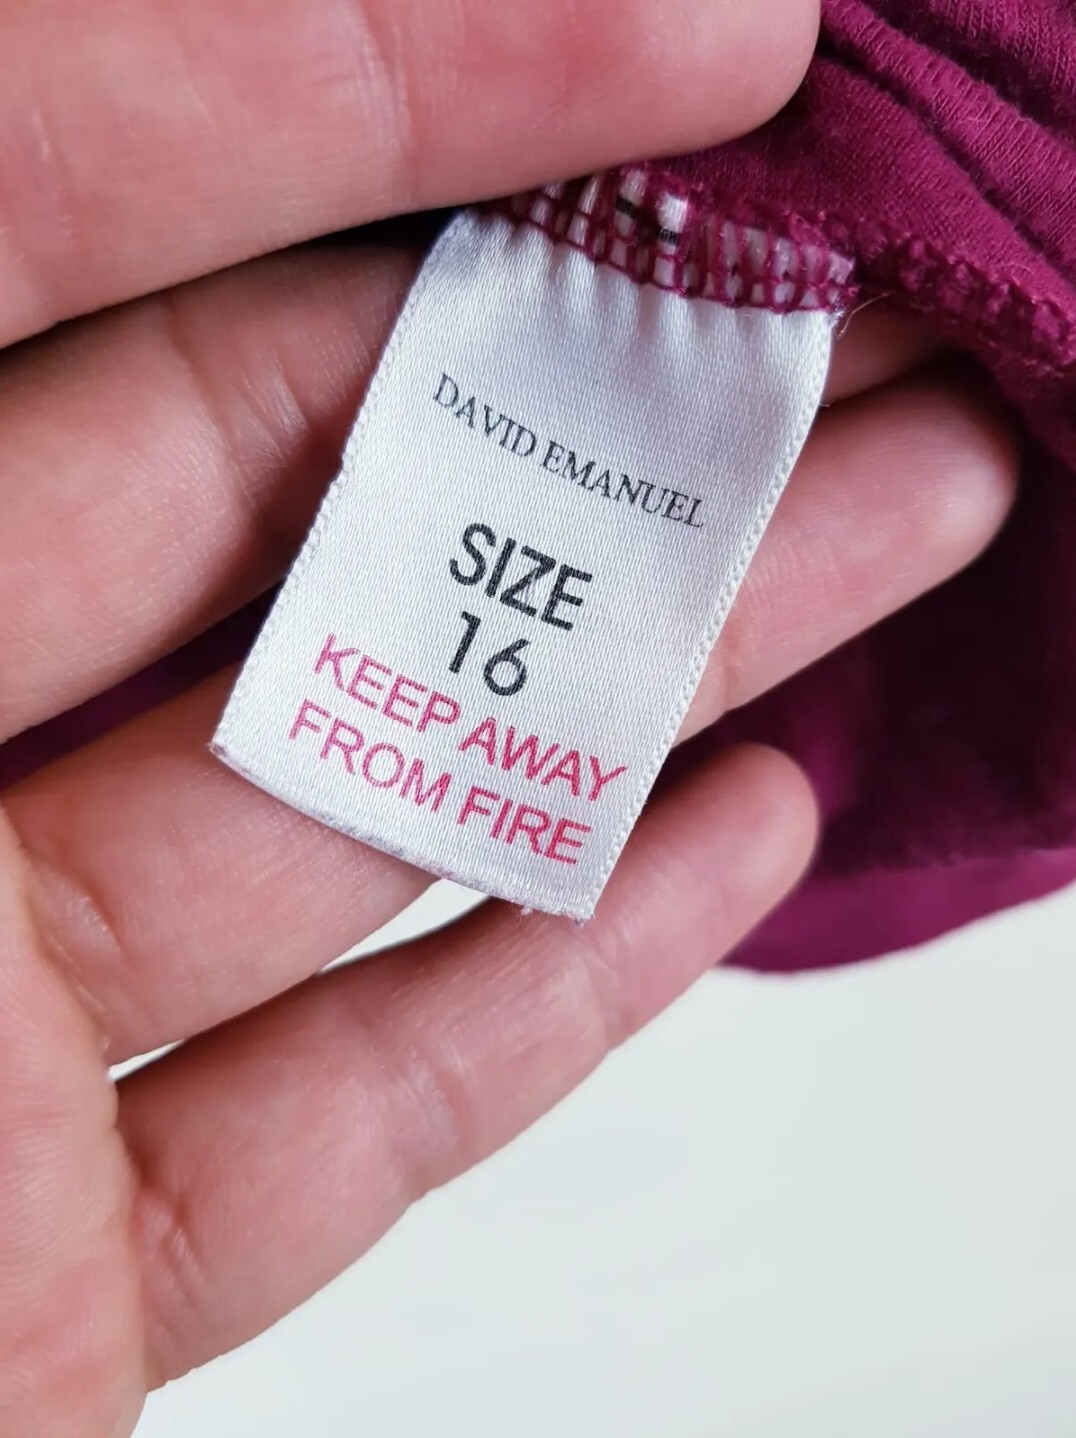 DAVID EMANUEL
SIZE
16
KEEP AWAY
FROM FIRE